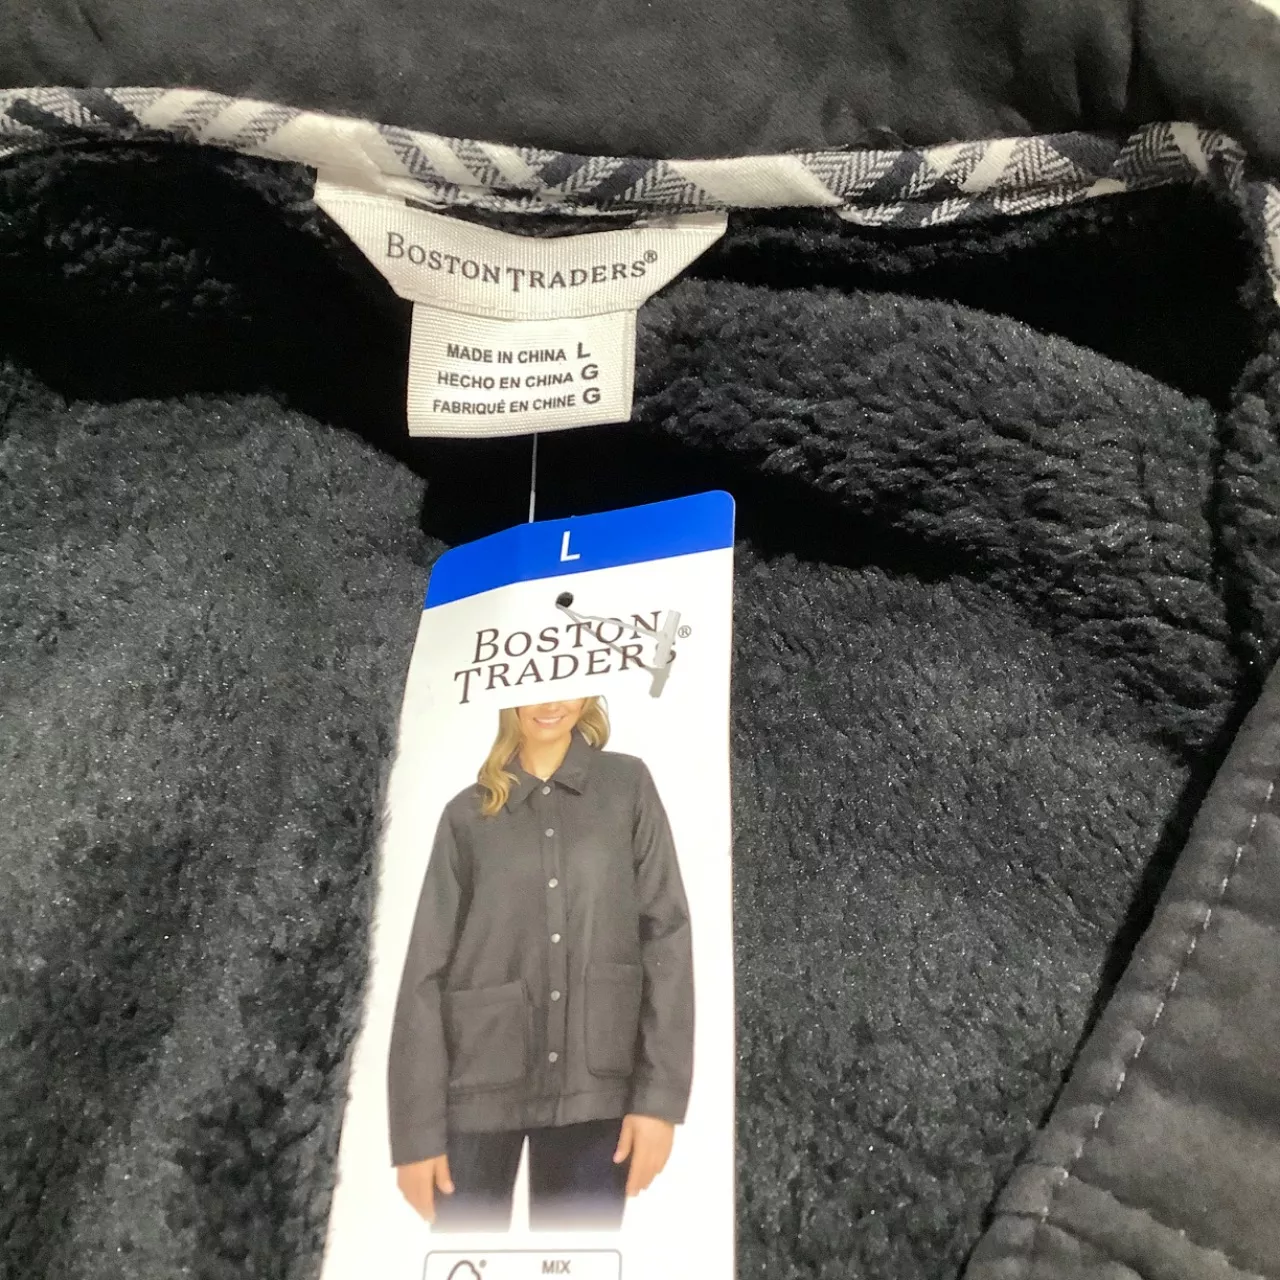 BOSTON TRADERS®
MADE IN CHINA L
HECHO EN CHINA G
FABRIQUÉ EN CHINE G
L
BOSTON
TRADERS®
MIX